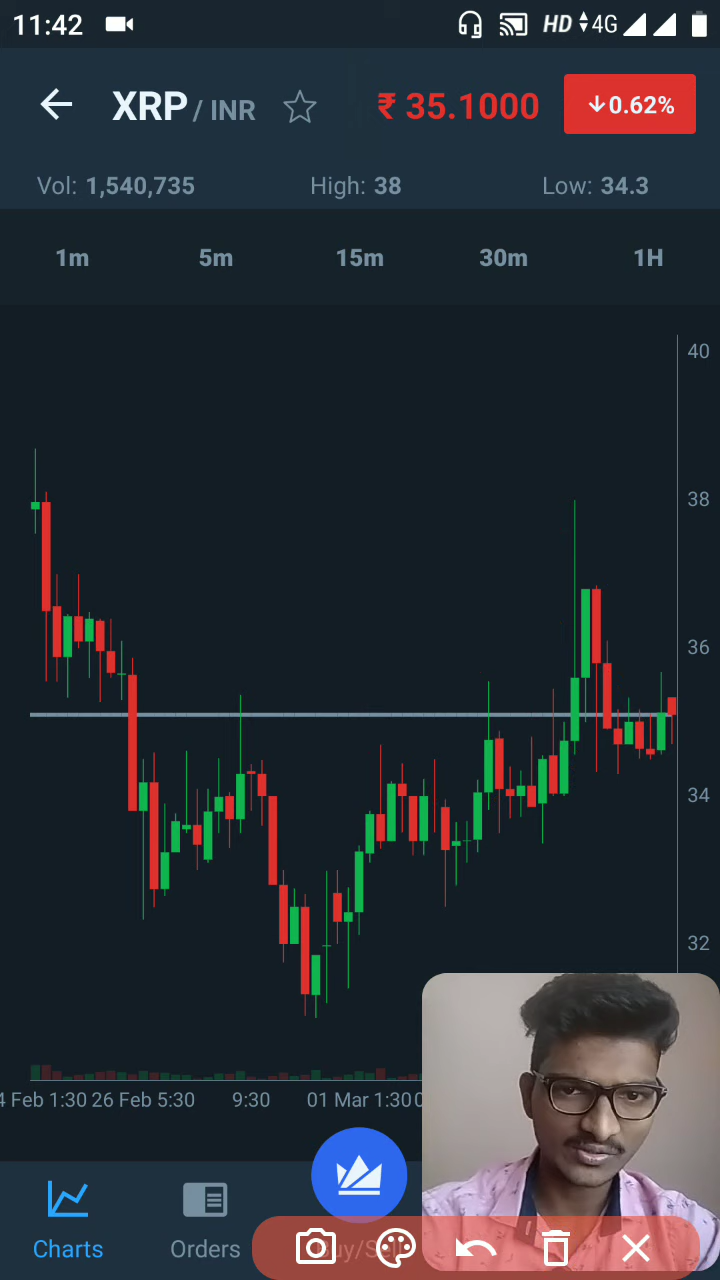 11:42 HD 4G
XRP / INR ₹ 35.1000 ↓0.62%
Vol: 1,540,735 High: 38 Low: 34.3
1m 5m 15m 30m 1H
40
38
36
34
32
4 Feb 1:30 26 Feb 5:30 9:30 01 Mar 1:30
Charts Orders Buy/Sell